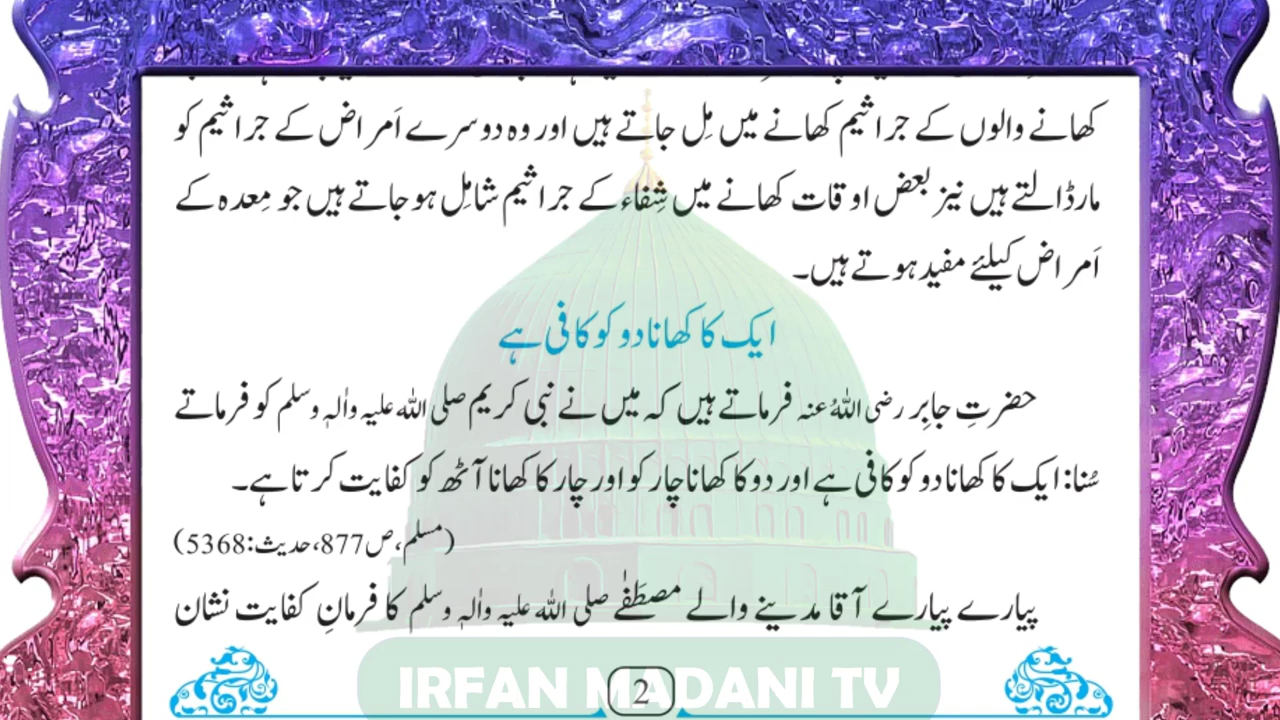 کھانے والوں کے جراثیم کھانے میں مِل جاتے ہیں اور وہ دوسرے اَمراض کے جراثیم کو
مارڈالتے ہیں نیز بعض اوقات کھانے میں شِفاء کے جراثیم شامِل ہوجاتے ہیں جو مِعدہ کے
اَمراض کیلئے مفید ہوتے ہیں۔
ایک کا کھانا دو کو کافی ہے
حضرتِ جابِر رضی اللہُ عنہ فرماتے ہیں کہ میں نے نبی کریم صلی اللہ علیہ واٰلہٖ وسلم کو فرماتے
سُنا: ایک کا کھانا دو کو کافی ہے اور دو کا کھانا چار کو اور چار کا کھانا آٹھ کو کفایت کرتا ہے۔
(مسلم، ص877، حدیث: 5368)
پیارے پیارے آقا مدینے والے مصطَفٰے صلی اللہ علیہ واٰلہٖ وسلم کا فرمانِ کفایت نشان
IRFAN MADANI TV
2